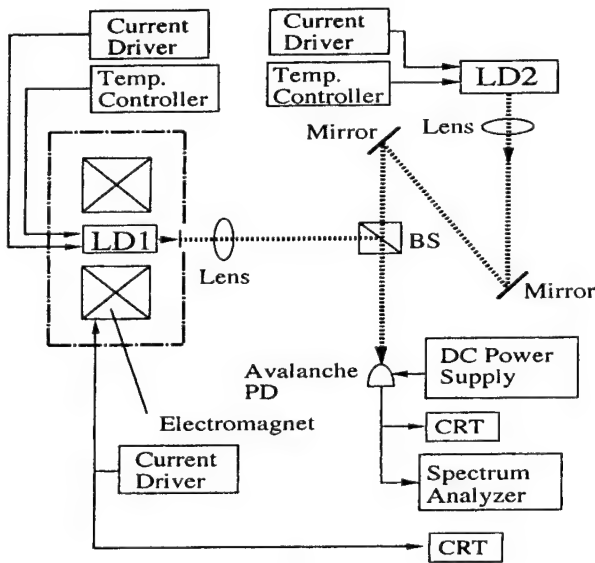 Current
Driver
Temp.
Controller
Current
Driver
Temp.
Controller
LD2
Mirror
Lens
LD1
Lens
BS
Mirror
Avalanche
PD
DC Power
Supply
Electromagnet
CRT
Current
Driver
Spectrum
Analyzer
CRT